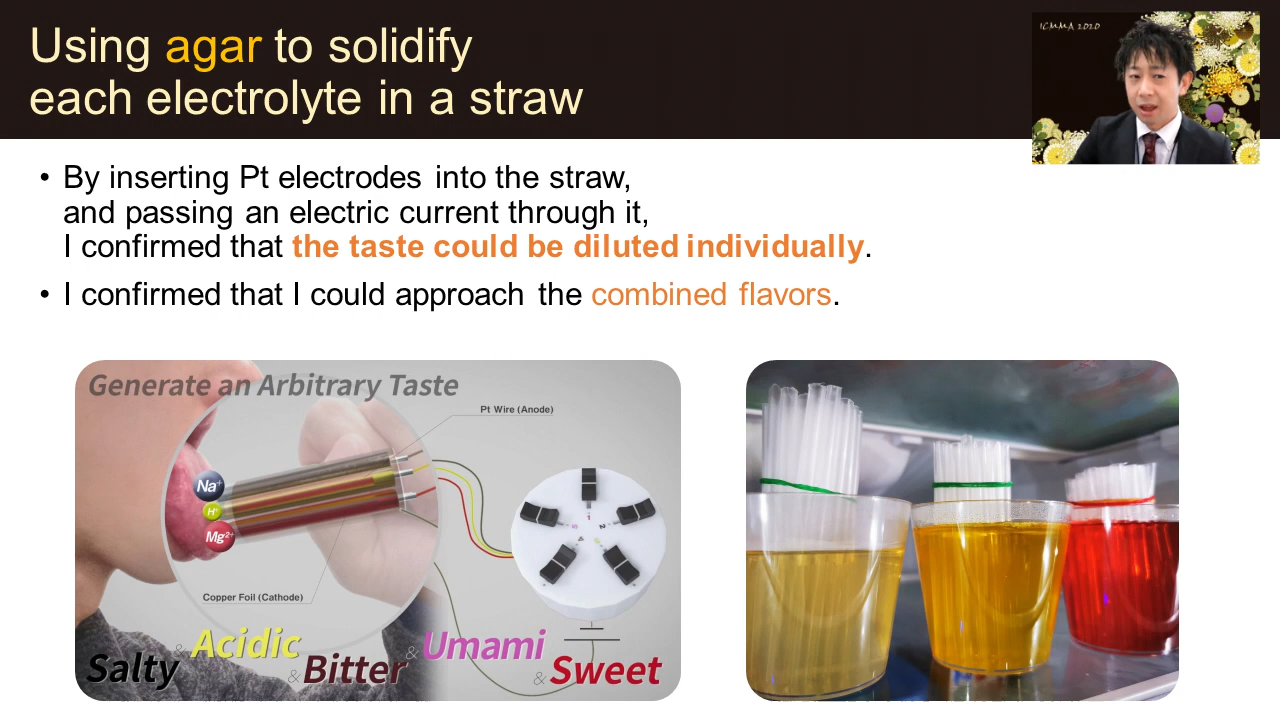 Using agar to solidify
each electrolyte in a straw
ICMMA 2020
• By inserting Pt electrodes into the straw,
and passing an electric current through it,
I confirmed that the taste could be diluted individually.
• I confirmed that I could approach the combined flavors.
Generate an Arbitrary Taste
Pt Wire (Anode)
Na⁺
H⁺
Mg²⁺
Copper Foil (Cathode)
Salty & Acidic & Bitter & Umami & Sweet